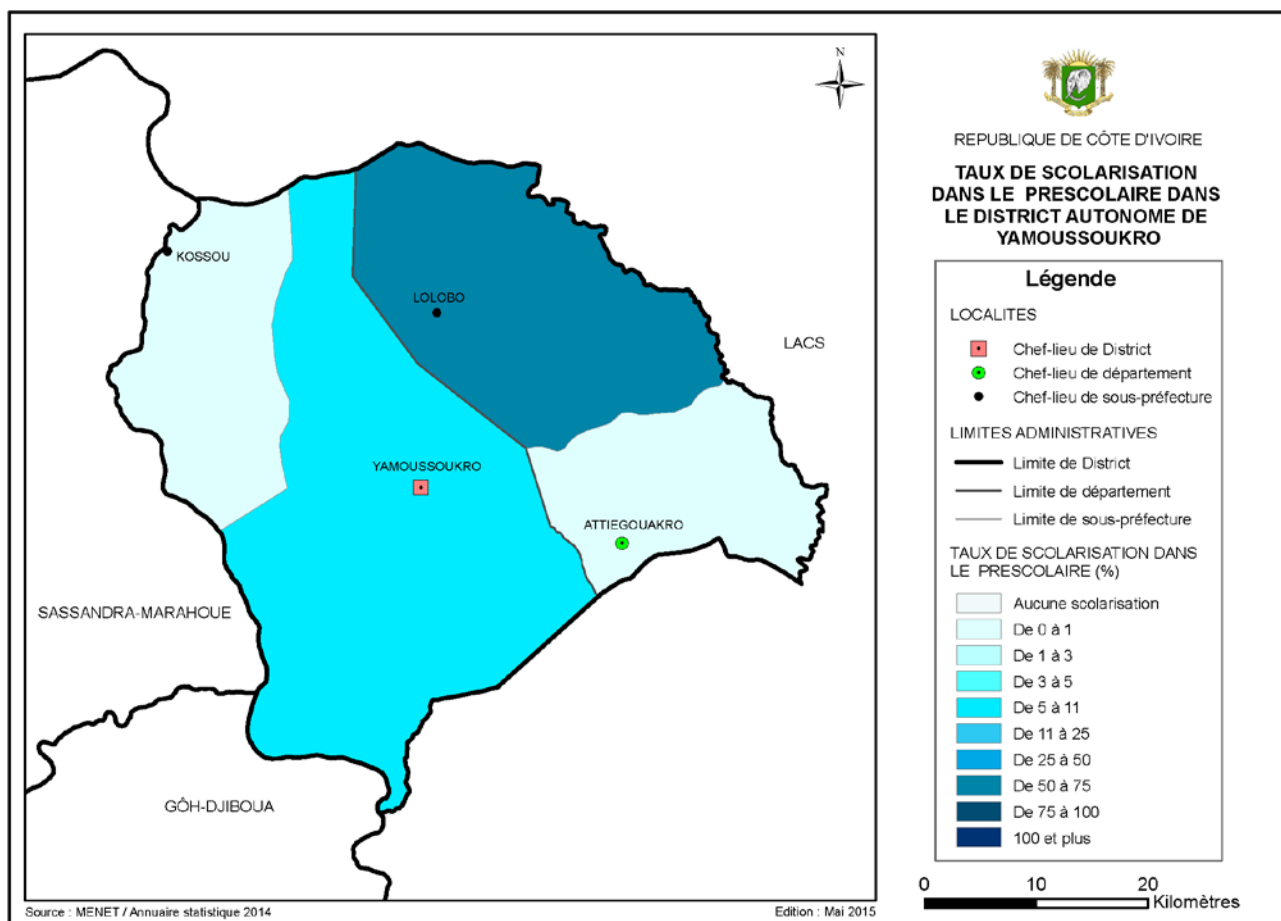 N
KOSSOU
LOLOBO
LACS
YAMOUSSOUKRO
ATTIEGOUAKRO
SASSANDRA-MARAHOUE
GÔH-DJIBOUA
Source : MENET / Annuaire statistique 2014
Edition : Mai 2015
REPUBLIQUE DE CÔTE D'IVOIRE
TAUX DE SCOLARISATION
DANS LE PRESCOLAIRE DANS
LE DISTRICT AUTONOME DE
YAMOUSSOUKRO
Légende
LOCALITES
Chef-lieu de District
Chef-lieu de département
Chef-lieu de sous-préfecture
LIMITES ADMINISTRATIVES
Limite de District
Limite de département
Limite de sous-préfecture
TAUX DE SCOLARISATION DANS
LE PRESCOLAIRE (%)
Aucune scolarisation
De 0 à 1
De 1 à 3
De 3 à 5
De 5 à 11
De 11 à 25
De 25 à 50
De 50 à 75
De 75 à 100
100 et plus
0 10 20
Kilomètres